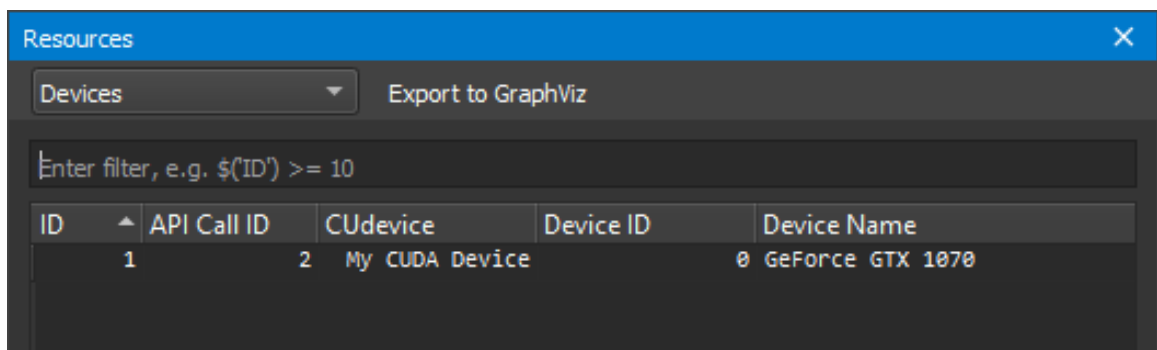 Resources
Devices Export to GraphViz
Enter filter, e.g. $('ID') >= 10
ID API Call ID CUdevice Device ID Device Name
1 2 My CUDA Device 0 GeForce GTX 1070